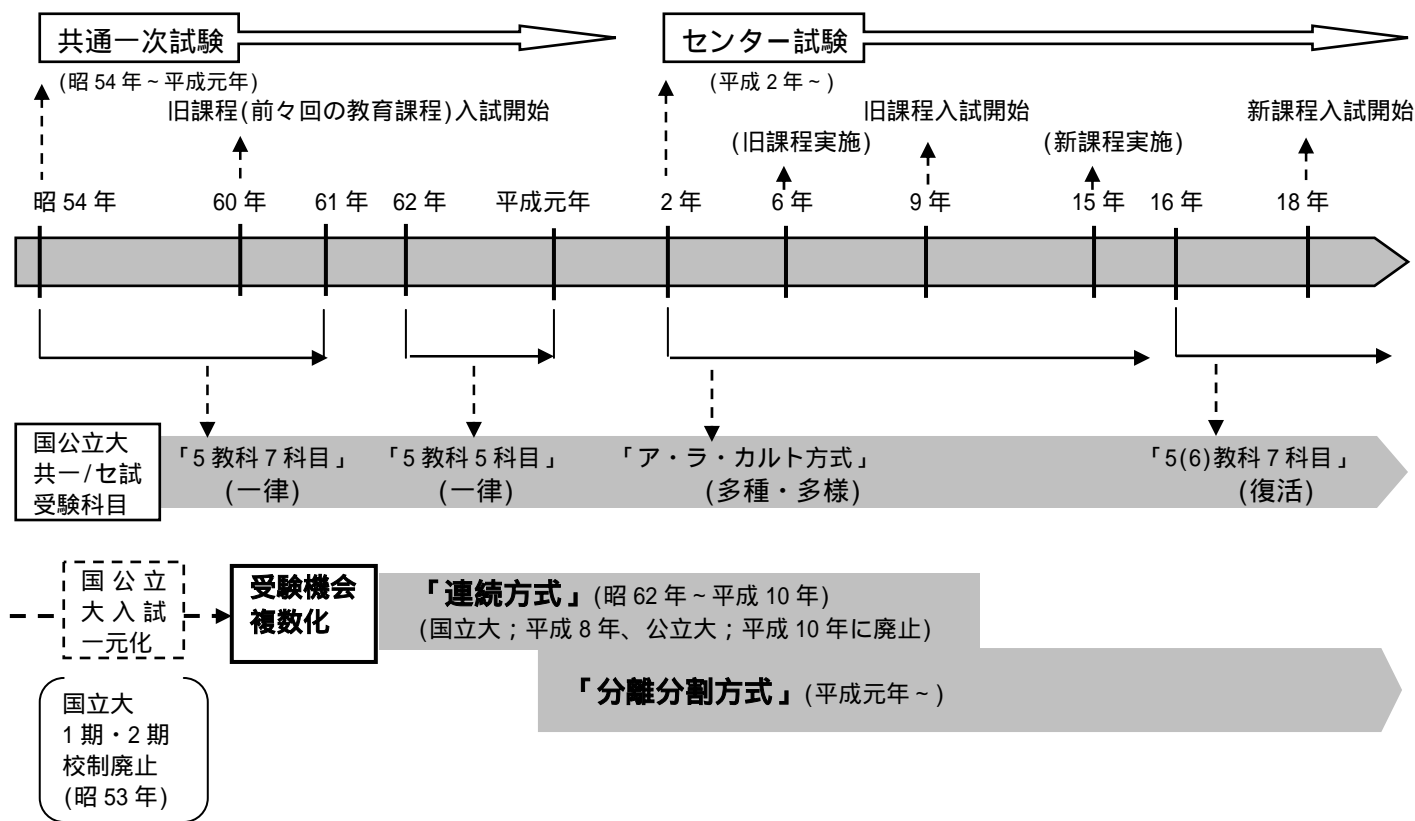 共通一次試験
センター試験
(昭 54 年 ~ 平成元年)
(平成 2 年 ~ )
旧課程(前々回の教育課程)入試開始
旧課程入試開始
新課程入試開始
(旧課程実施)
(新課程実施)
昭 54 年
60 年
61 年
62 年
平成元年
2 年
6 年
9 年
15 年
16 年
18 年
国公立大
共一/セ試
受験科目
「5 教科 7 科目」
(一律)
「5 教科 5 科目」
(一律)
「ア・ラ・カルト方式」
(多種・多様)
「5(6)教科 7 科目」
(復活)
国 公 立
大 入 試
一元化
受験機会
複数化
「連続方式」(昭 62 年 ~ 平成 10 年)
(国立大;平成 8 年、公立大;平成 10 年に廃止)
「分離分割方式」(平成元年 ~ )
国立大
1 期・2 期
校制廃止
(昭 53 年)